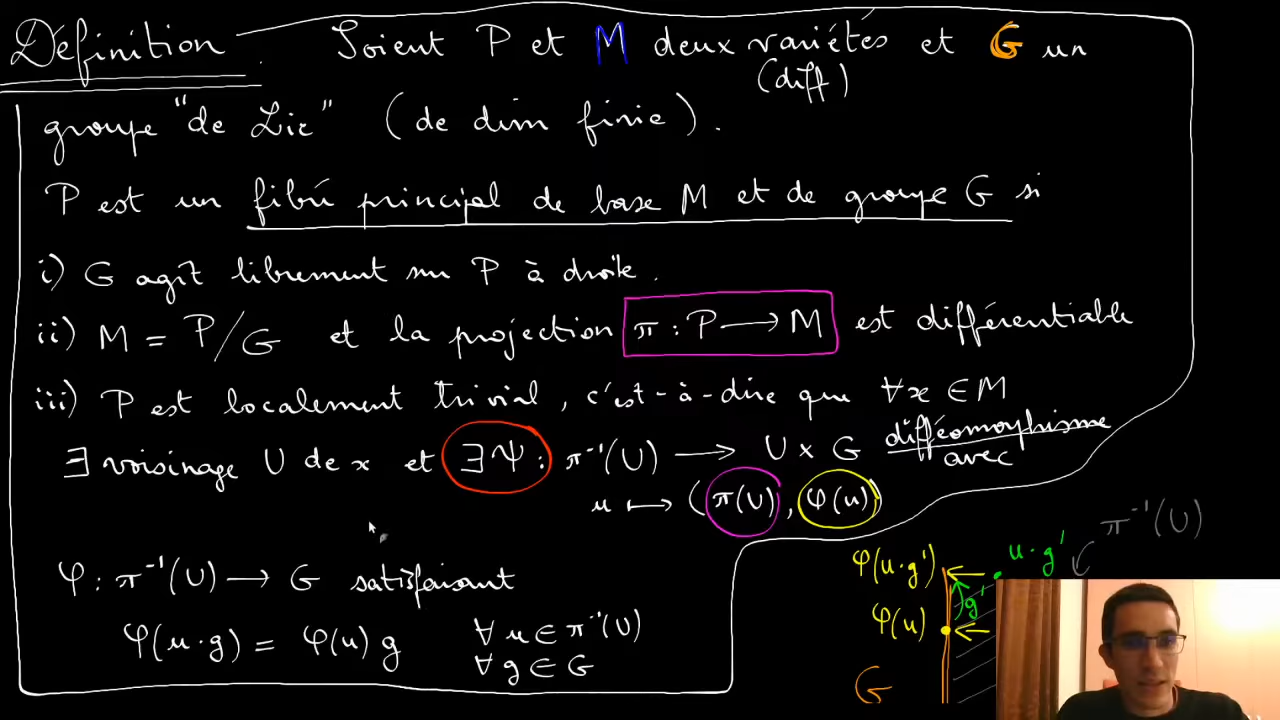 Définition. Soient P et M deux variétés et G un
(diff)
groupe "de Lie" (de dim finie).
P est un fibré principal de base M et de groupe G si
i) G agit librement sur P à droite.
ii) M = P/G et la projection π : P ⟶ M est différentiable
iii) P est localement trivial, c'est-à-dire que ∀x ∈ M
∃ voisinage U de x et ∃ Ψ : π⁻¹(U) ⟶ U × G difféomorphisme
avec
u ⟼ (π(U), φ(u))
φ : π⁻¹(U) ⟶ G satisfaisant
φ(u·g) = φ(u) g ∀ u ∈ π⁻¹(U)
∀ g ∈ G
π⁻¹(U)
φ(u·g') u·g'
g'
φ(u)
G